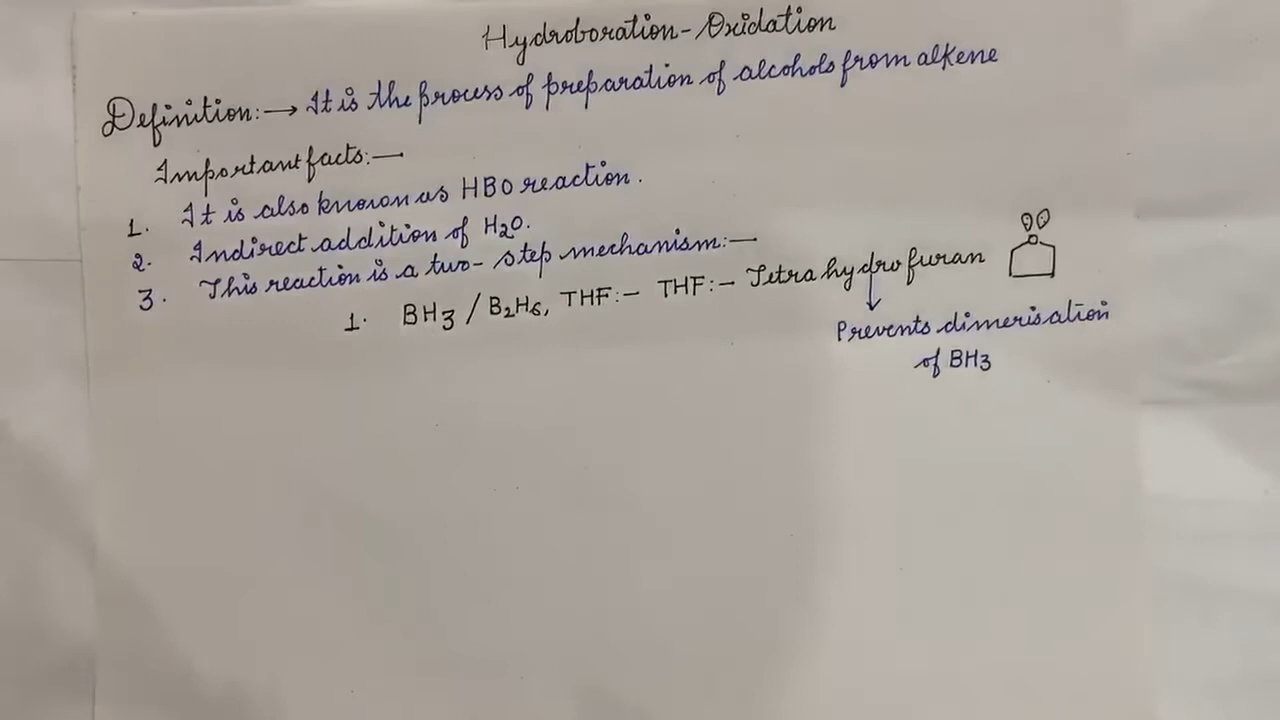 Hydroboration-Oxidation
Definition:→ It is the process of preparation of alcohols from alkene
Important facts:—
1. It is also known as HBO reaction.
2. Indirect addition of H2O.
3. This reaction is a two-step mechanism:—
1. BH3 / B2H6, THF:- THF:- Tetra hydro furan
Prevents dimerisation
of BH3